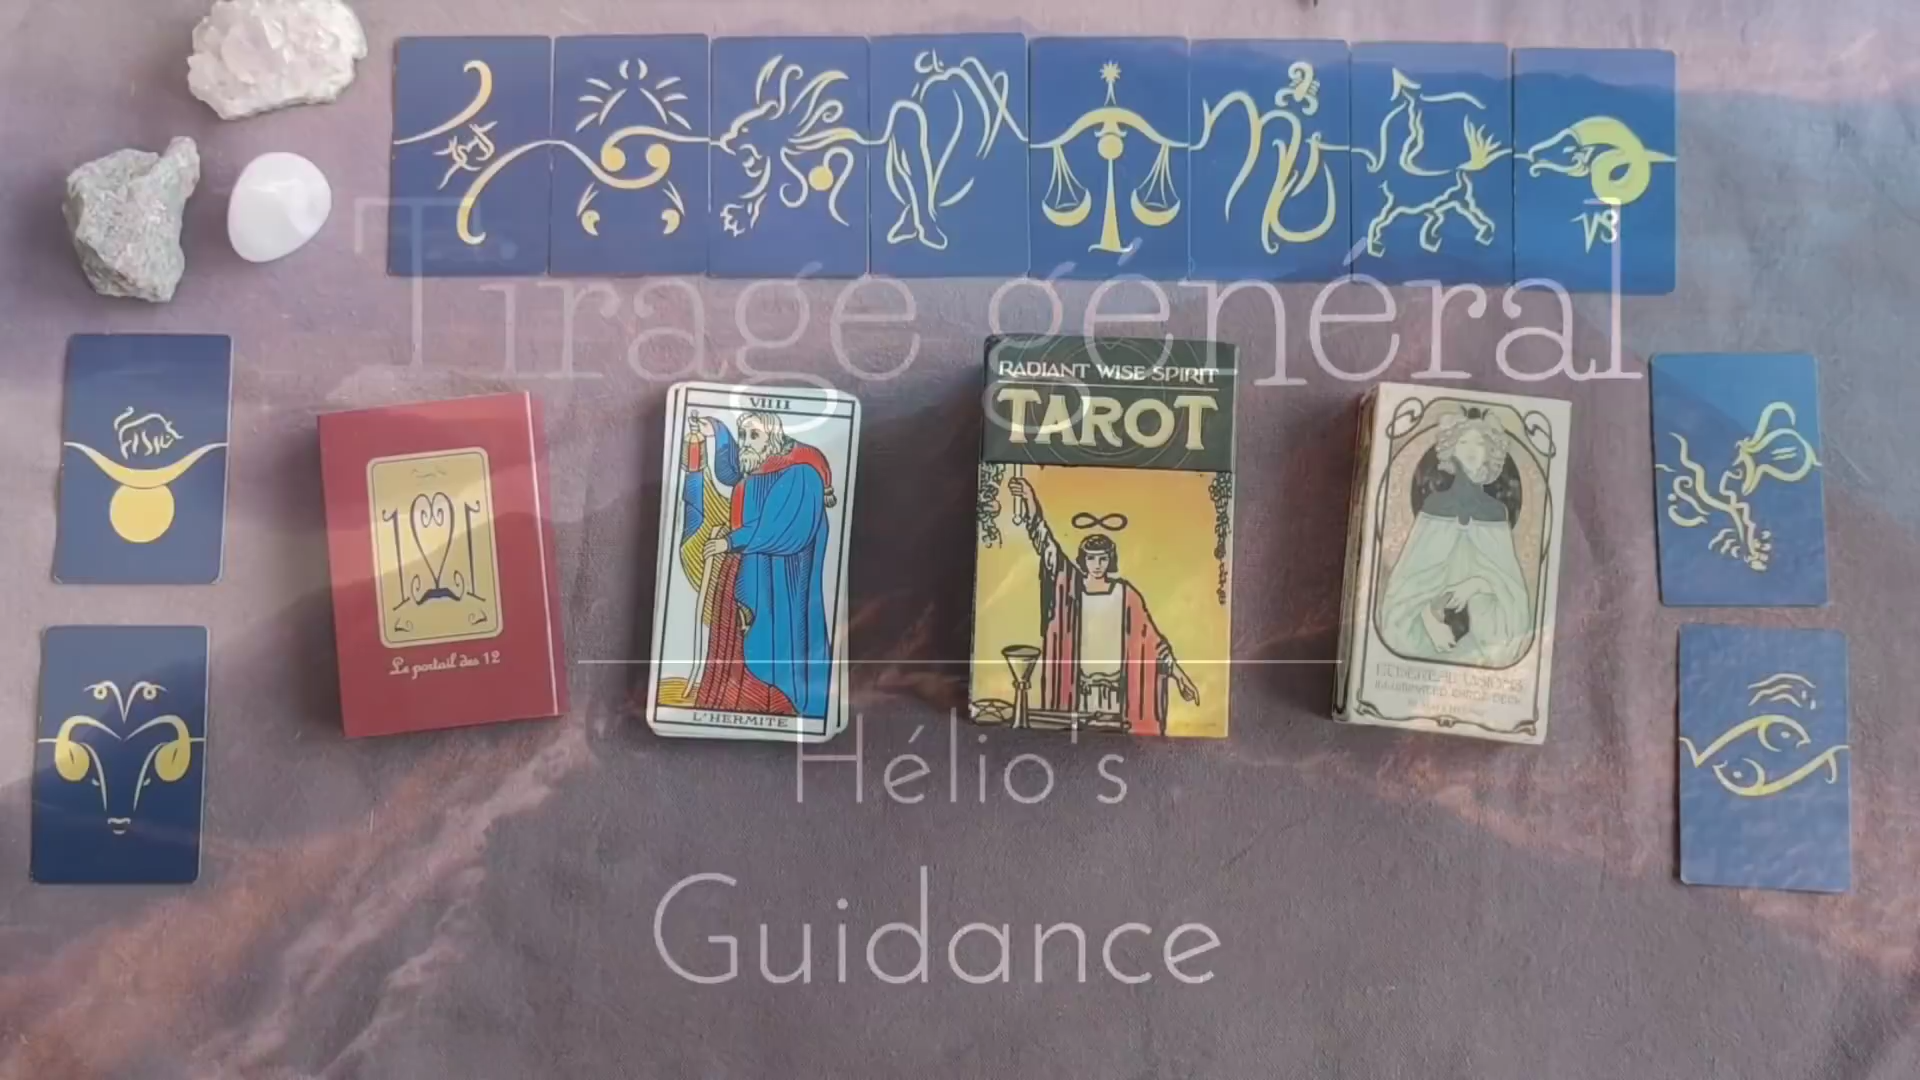 Tirage général
VIIII
L'HERMITE
RADIANT WISE SPIRIT
TAROT
Le portail des 12
Hélio's
Guidance